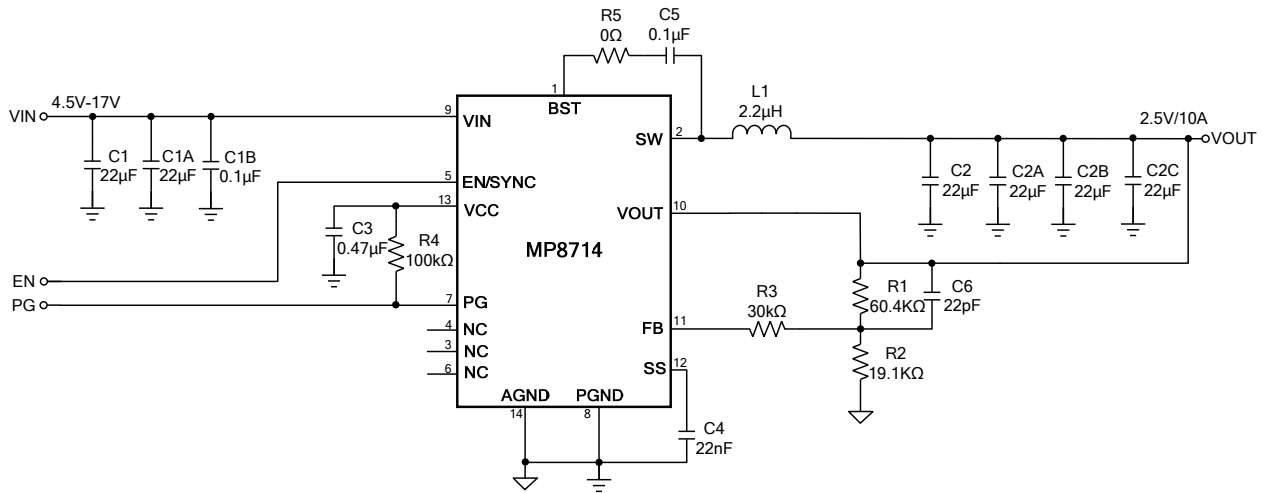 R5
0Ω
C5
0.1µF
1
BST
VIN
4.5V-17V
9
VIN
C1
22µF
C1A
22µF
C1B
0.1µF
L1
2.2µH
SW
2
2.5V/10A
VOUT
C2
22µF
C2A
22µF
C2B
22µF
C2C
22µF
5
EN/SYNC
13
VCC
C3
0.47µF
R4
100kΩ
VOUT
10
MP8714
EN
PG
7
PG
4
NC
3
NC
6
NC
R3
30kΩ
R1
60.4KΩ
C6
22pF
FB
11
R2
19.1KΩ
SS
12
AGND
PGND
14
8
C4
22nF